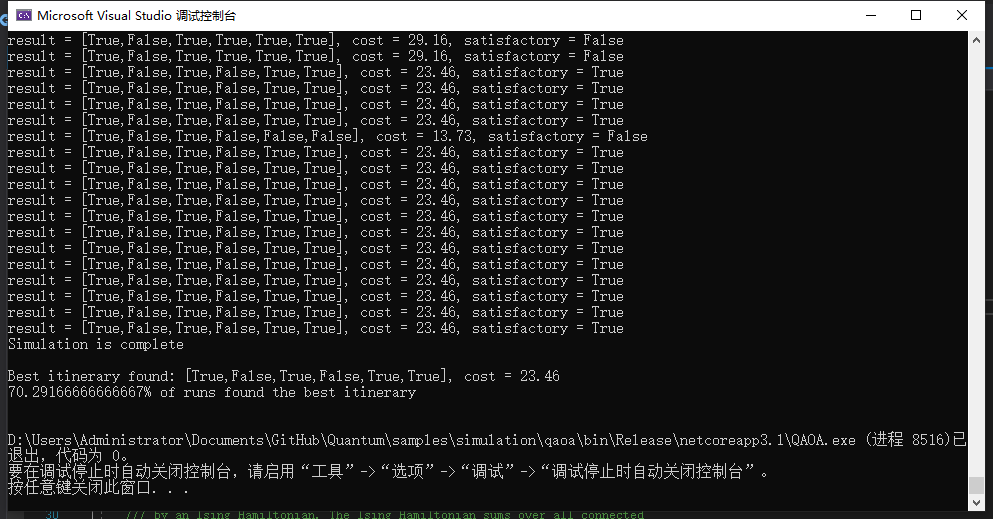 Microsoft Visual Studio 调试控制台
result = [True,False,True,True,True,True], cost = 29.16, satisfactory = False
result = [True,False,True,True,True,True], cost = 29.16, satisfactory = False
result = [True,False,True,False,True,True], cost = 23.46, satisfactory = True
result = [True,False,True,False,True,True], cost = 23.46, satisfactory = True
result = [True,False,True,False,True,True], cost = 23.46, satisfactory = True
result = [True,False,True,False,True,True], cost = 23.46, satisfactory = True
result = [True,False,True,False,False,False], cost = 13.73, satisfactory = False
result = [True,False,True,False,True,True], cost = 23.46, satisfactory = True
result = [True,False,True,False,True,True], cost = 23.46, satisfactory = True
result = [True,False,True,False,True,True], cost = 23.46, satisfactory = True
result = [True,False,True,False,True,True], cost = 23.46, satisfactory = True
result = [True,False,True,False,True,True], cost = 23.46, satisfactory = True
result = [True,False,True,False,True,True], cost = 23.46, satisfactory = True
result = [True,False,True,False,True,True], cost = 23.46, satisfactory = True
result = [True,False,True,False,True,True], cost = 23.46, satisfactory = True
result = [True,False,True,False,True,True], cost = 23.46, satisfactory = True
result = [True,False,True,False,True,True], cost = 23.46, satisfactory = True
result = [True,False,True,False,True,True], cost = 23.46, satisfactory = True
result = [True,False,True,False,True,True], cost = 23.46, satisfactory = True
Simulation is complete
Best itinerary found: [True,False,True,False,True,True], cost = 23.46
70.29166666666667% of runs found the best itinerary
D:\Users\Administrator\Documents\GitHub\Quantum\samples\simulation\qaoa\bin\Release\netcoreapp3.1\QAOA.exe (进程 8516)已
退出，代码为 0。
要在调试停止时自动关闭控制台，请启用“工具”->“选项”->“调试”->“调试停止时自动关闭控制台”。
按任意键关闭此窗口. . .
30 /// by an Ising Hamiltonian. The Ising Hamiltonian sums over all connected